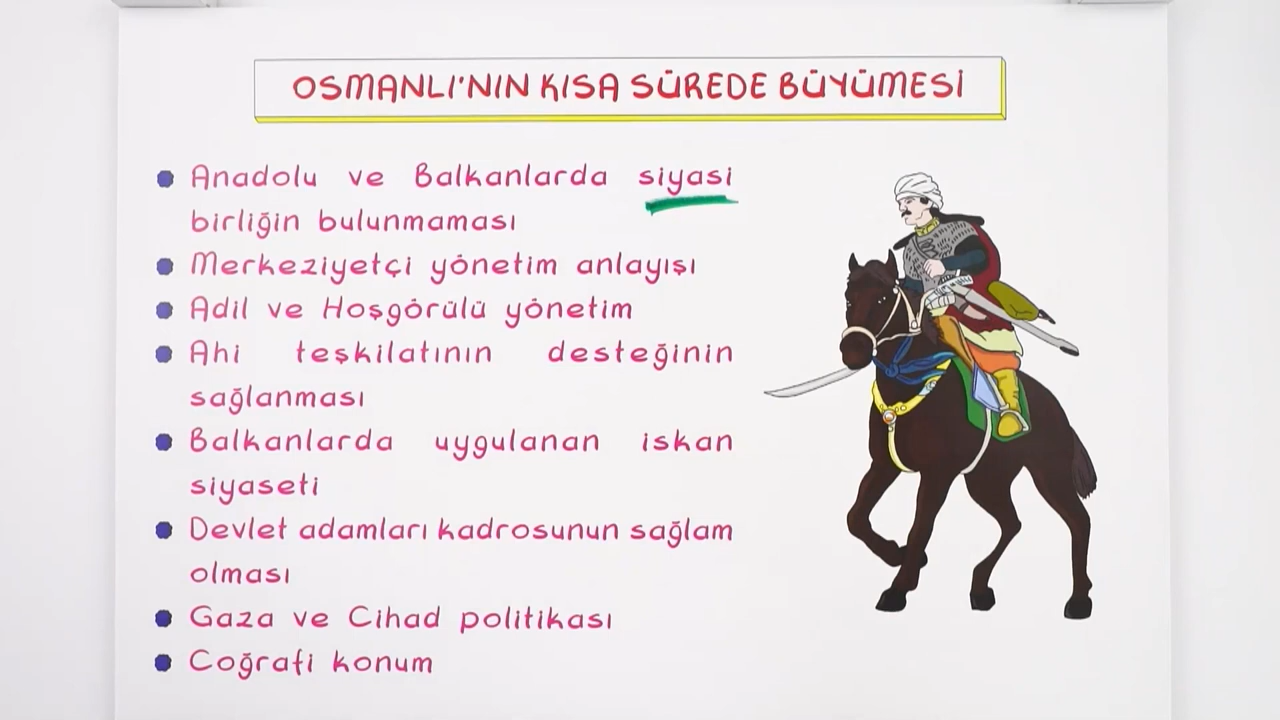 OSMANLI'NIN KISA SÜREDE BÜYÜMESİ
Anadolu ve Balkanlarda siyasi
birliğin bulunmaması
Merkeziyetçi yönetim anlayışı
Adil ve Hoşgörülü yönetim
Ahi teşkilatının desteğinin
sağlanması
Balkanlarda uygulanan iskan
siyaseti
Devlet adamları kadrosunun sağlam
olması
Gaza ve Cihad politikası
Coğrafi konum